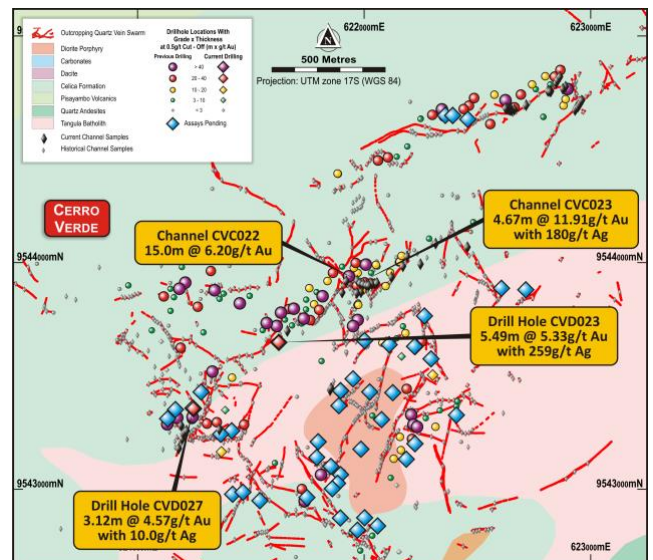 622000mE
623000mE
Outcropping Quartz Vein Swarm
Diorite Porphyry
Carbonates
Dacite
Celica Formation
Pisayambo Volcanics
Quartz Andesites
Tangula Batholith
Current Channel Samples
Historical Channel Samples
Drillhole Locations With
Grade x Thickness
at 0.5g/t Cut - Off (m x g/t Au)
Previous Drilling
Current Drilling
> 40
20 - 40
10 - 20
3 - 10
< 3
Assays Pending
N
500 Metres
Projection: UTM zone 17S (WGS 84)
CERRO
VERDE
Channel CVC022
15.0m @ 6.20g/t Au
Channel CVC023
4.67m @ 11.91g/t Au
with 180g/t Ag
9544000mN
9544000mN
Drill Hole CVD023
5.49m @ 5.33g/t Au
with 259g/t Ag
9543000mN
9543000mN
Drill Hole CVD027
3.12m @ 4.57g/t Au
with 10.0g/t Ag
622000mE
623000mE